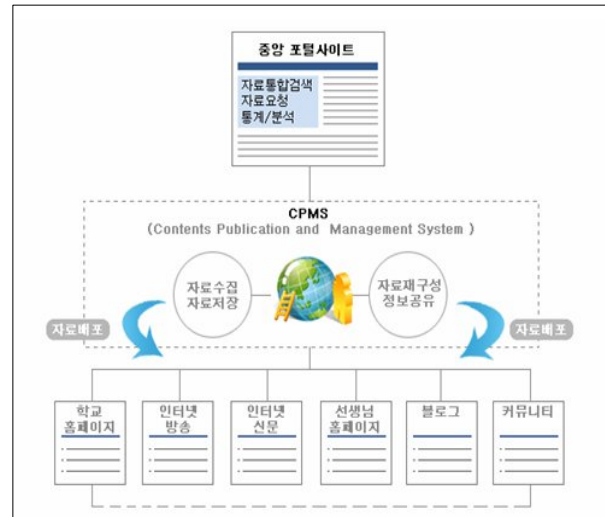 중앙 포털사이트
자료통합검색
자료요청
통계/분석
CPMS
(Contents Publication and Management System )
자료수집
자료저장
자료재구성
정보공유
자료배포
자료배포
학교
홈페이지
인터넷
방송
인터넷
신문
선생님
홈페이지
블로그
커뮤니티